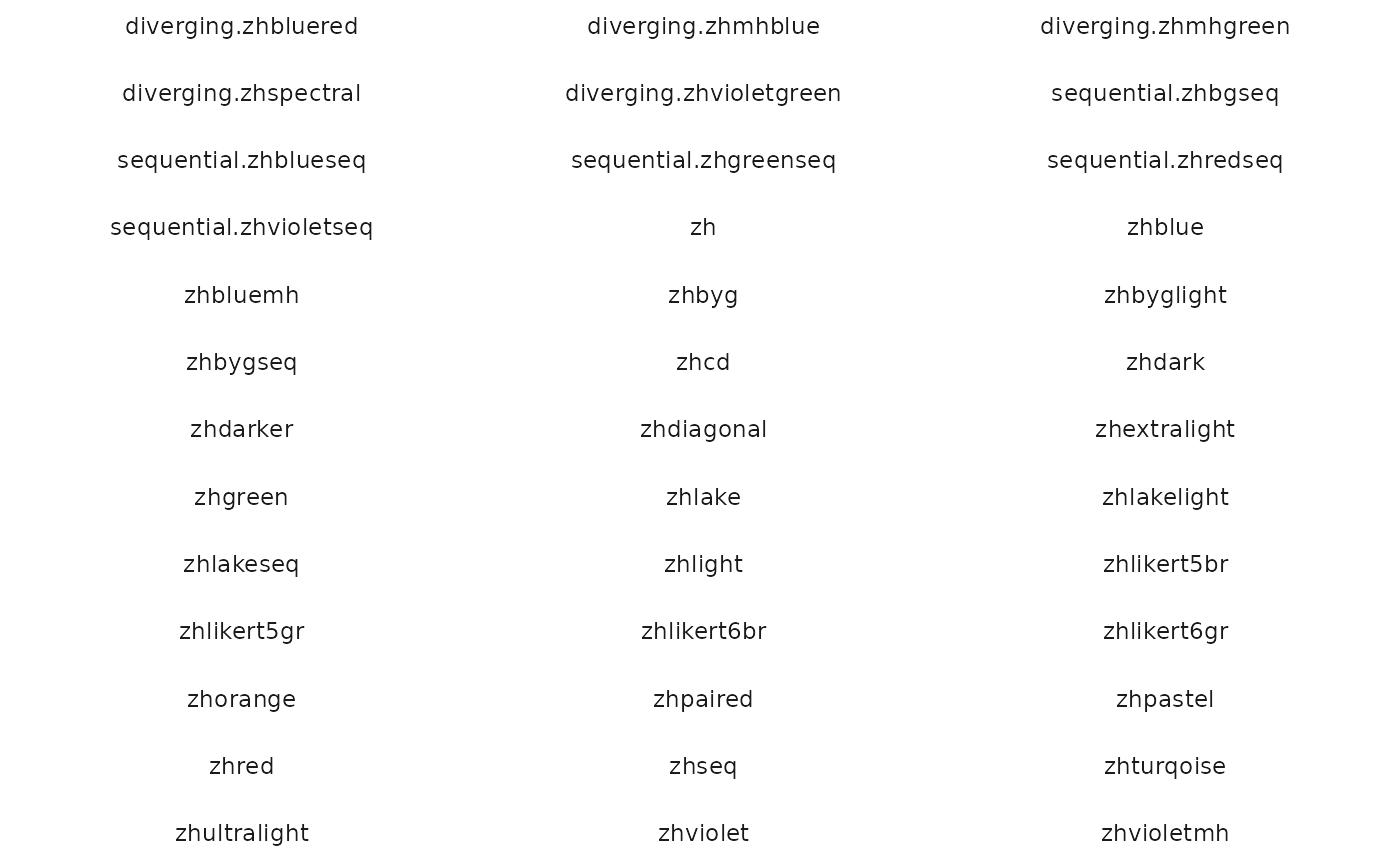 diverging.zhbluered diverging.zhmhblue diverging.zhmhgreen
diverging.zhspectral diverging.zhvioletgreen sequential.zhbgseq
sequential.zhblueseq sequential.zhgreenseq sequential.zhredseq
sequential.zhvioletseq zh zhblue
zhbluemh zhbyg zhbyglight
zhbygseq zhcd zhdark
zhdarker zhdiagonal zhextralight
zhgreen zhlake zhlakelight
zhlakeseq zhlight zhlikert5br
zhlikert5gr zhlikert6br zhlikert6gr
zhorange zhpaired zhpastel
zhred zhseq zhturqoise
zhultralight zhviolet zhvioletmh